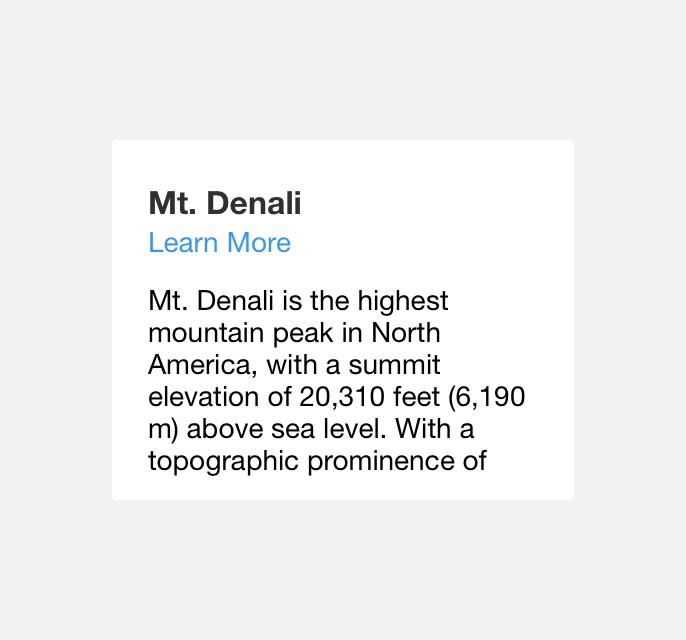 Mt. Denali
Learn More
Mt. Denali is the highest
mountain peak in North
America, with a summit
elevation of 20,310 feet (6,190
m) above sea level. With a
topographic prominence of